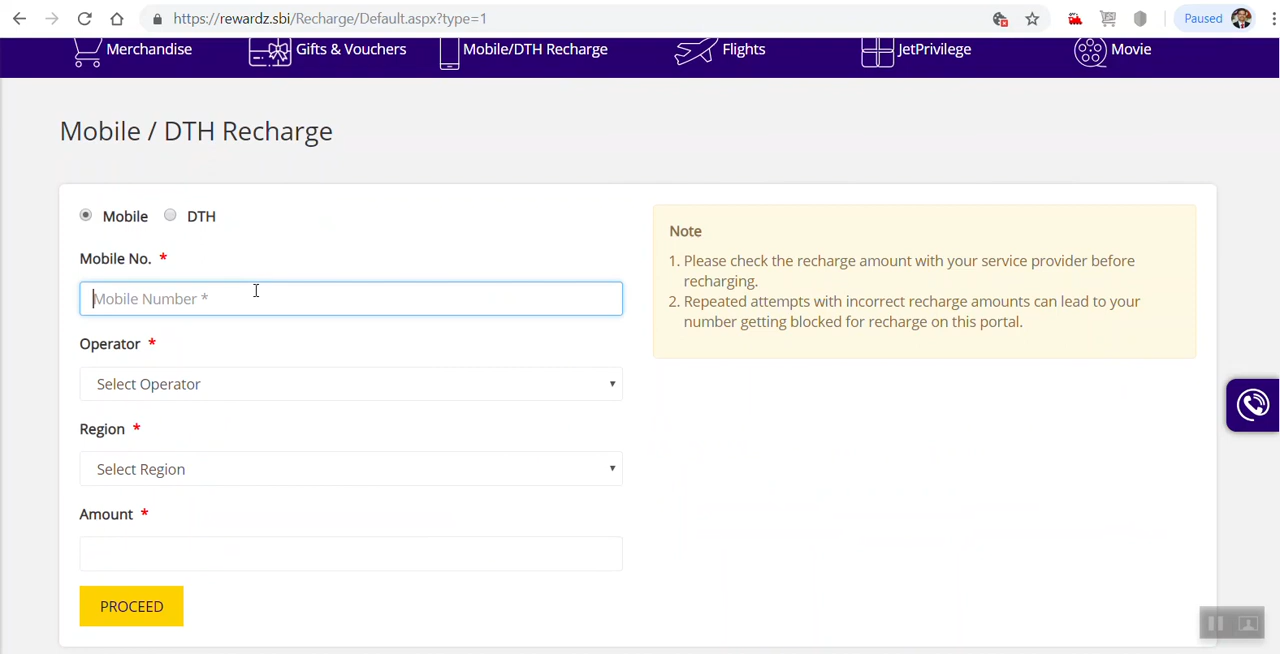 https://rewardz.sbi/Recharge/Default.aspx?type=1
Paused
Merchandise Gifts & Vouchers Mobile/DTH Recharge Flights JetPrivilege Movie
Mobile / DTH Recharge
Mobile DTH
Mobile No. *
Mobile Number *
Operator *
Select Operator
Region *
Select Region
Amount *
PROCEED
Note
1. Please check the recharge amount with your service provider before
recharging.
2. Repeated attempts with incorrect recharge amounts can lead to your
number getting blocked for recharge on this portal.